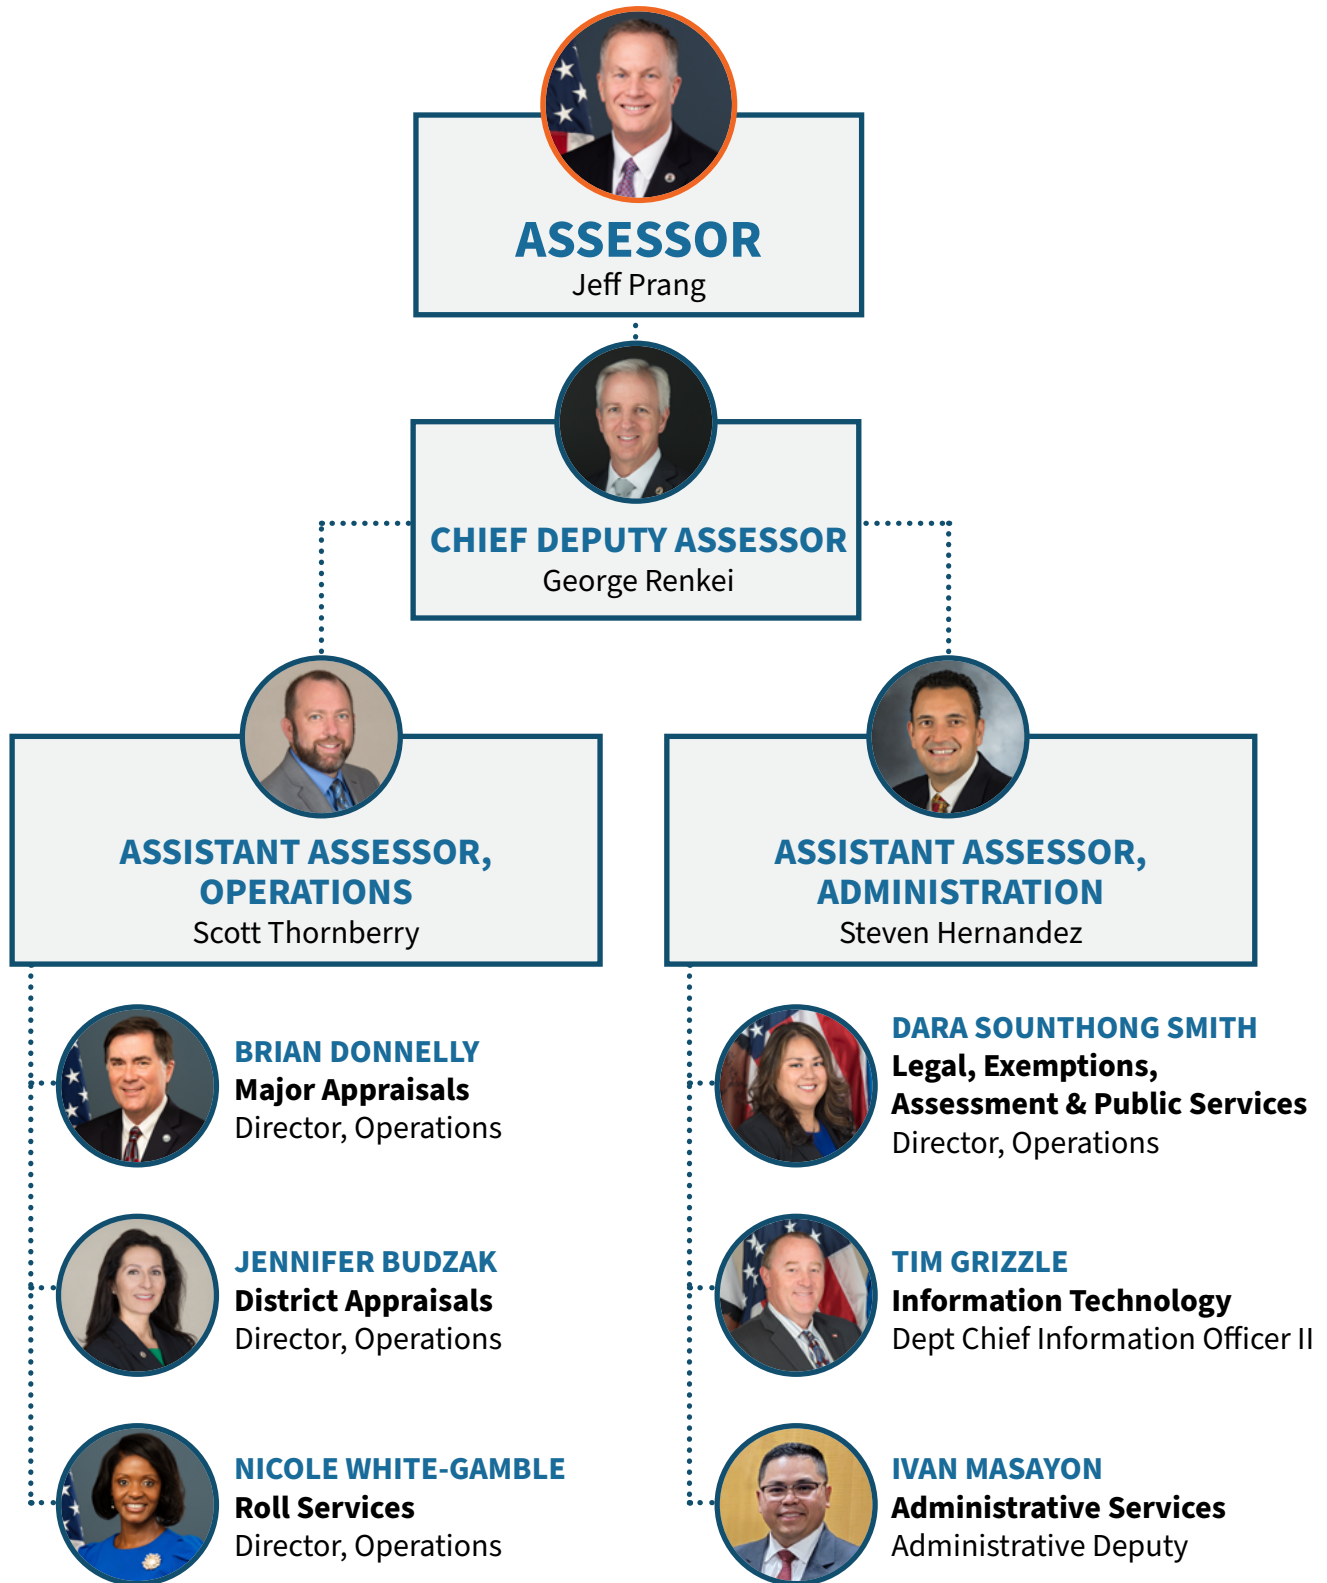 ASSESSOR
Jeff Prang
CHIEF DEPUTY ASSESSOR
George Renkei
ASSISTANT ASSESSOR,
OPERATIONS
Scott Thornberry
BRIAN DONNELLY
Major Appraisals
Director, Operations
JENNIFER BUDZAK
District Appraisals
Director, Operations
NICOLE WHITE-GAMBLE
Roll Services
Director, Operations
ASSISTANT ASSESSOR,
ADMINISTRATION
Steven Hernandez
DARA SOUNTHONG SMITH
Legal, Exemptions,
Assessment & Public Services
Director, Operations
TIM GRIZZLE
Information Technology
Dept Chief Information Officer II
IVAN MASAYON
Administrative Services
Administrative Deputy